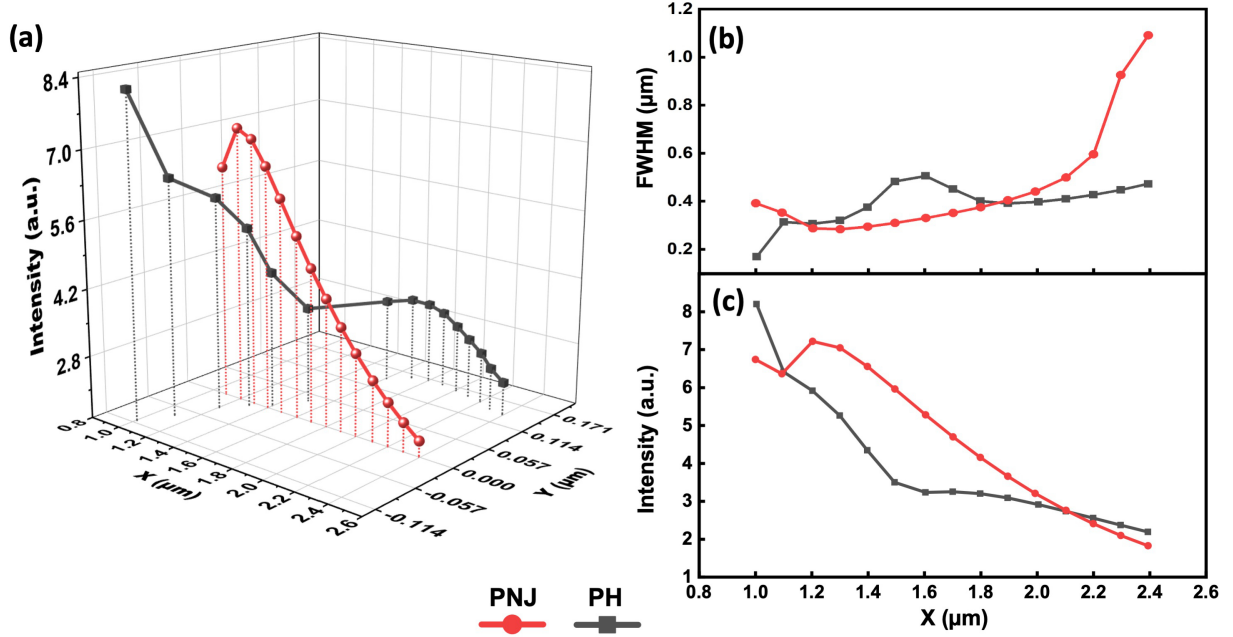 (a)
8.4
7.0
5.6
4.2
2.8
Intensity (a.u.)
0.8
1.0
1.2
1.4
1.6
1.8
2.0
2.2
2.4
2.6
X (μm)
0.171
0.114
0.057
0.000
-0.057
-0.114
Y (μm)
PNJ
PH
(b)
1.2
1.0
0.8
0.6
0.4
0.2
FWHM (μm)
(c)
8
7
6
5
4
3
2
1
Intensity (a.u.)
0.8 1.0 1.2 1.4 1.6 1.8 2.0 2.2 2.4 2.6
X (μm)